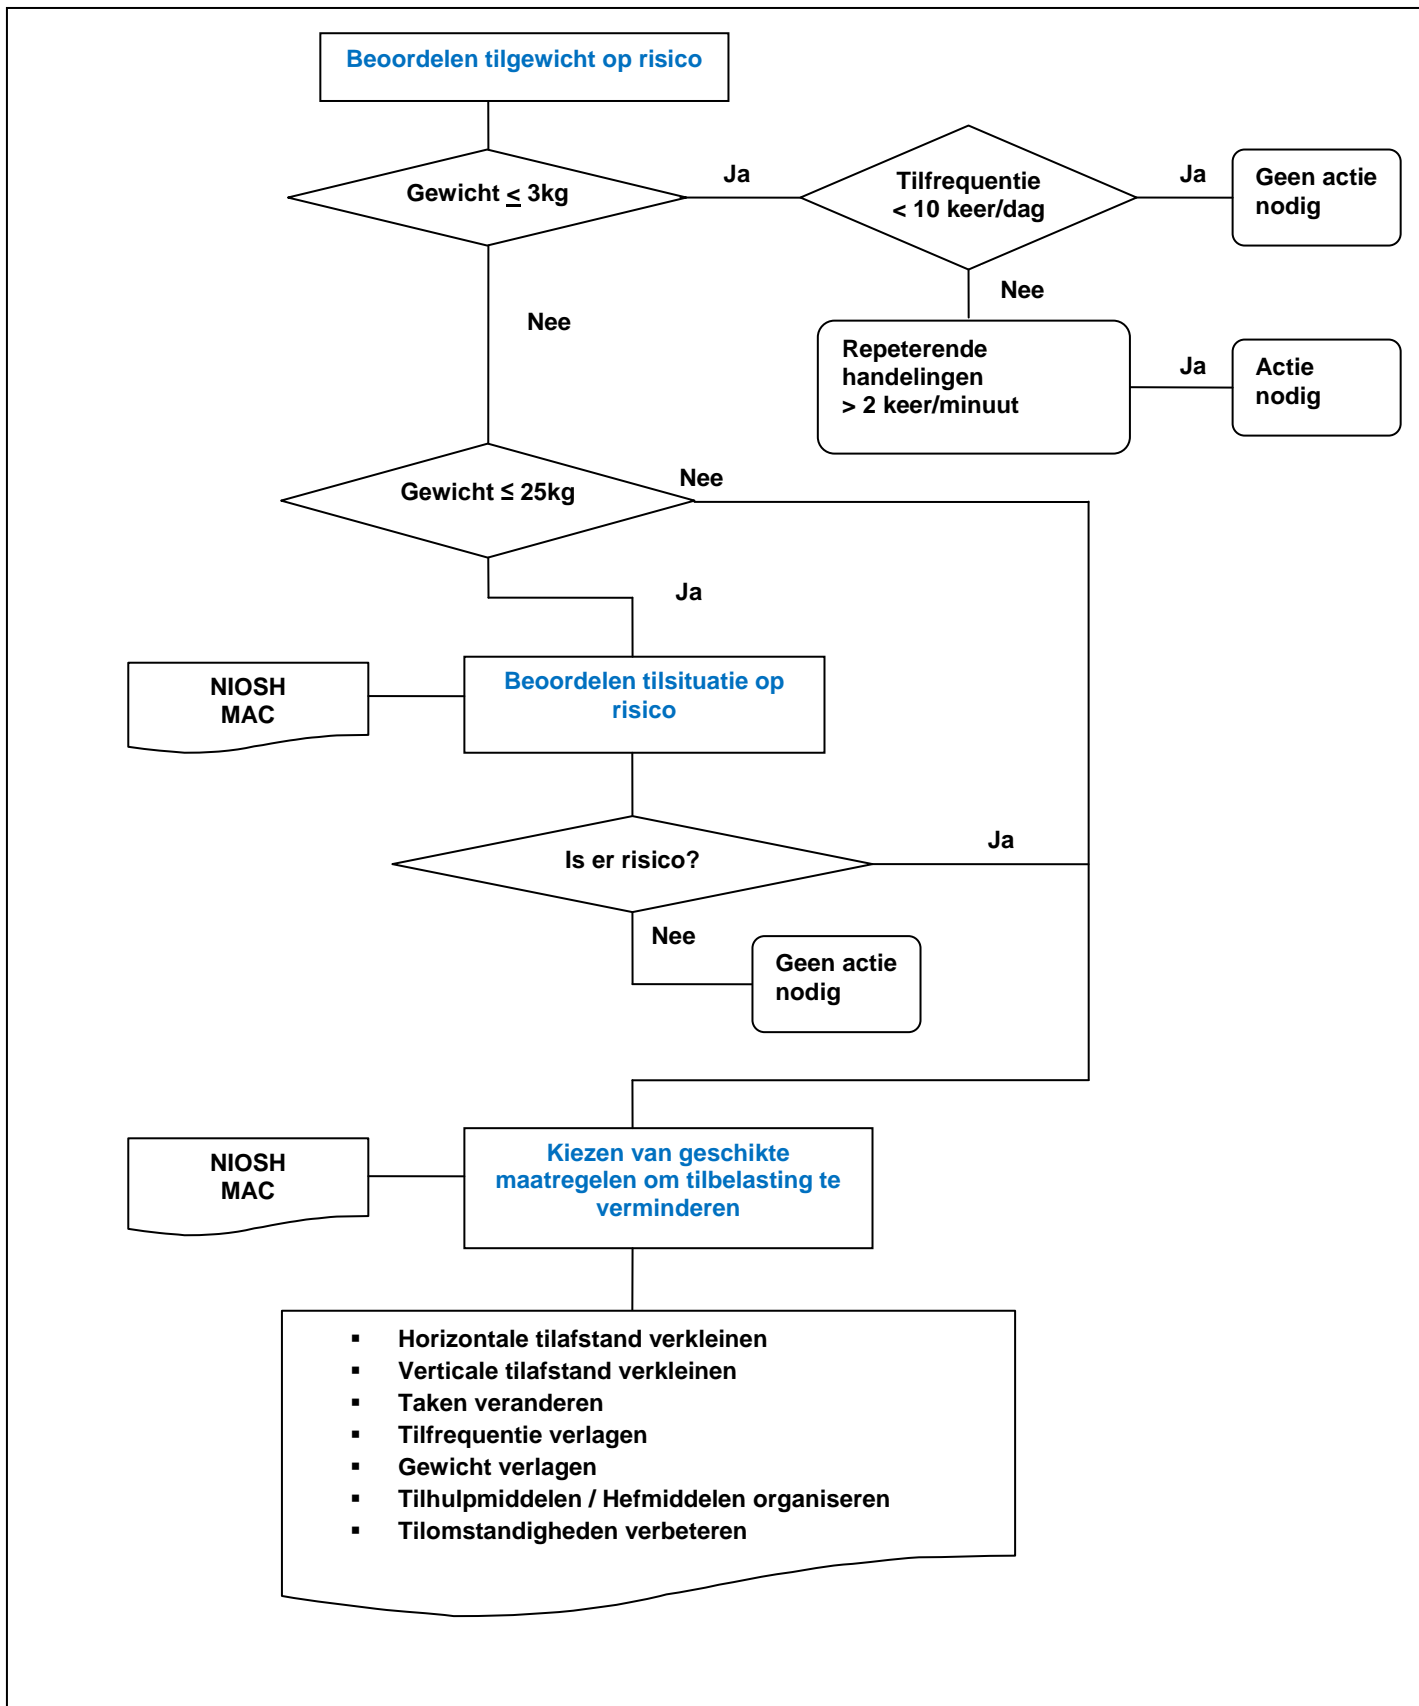 Beoordelen tilgewicht op risico
Gewicht ≤ 3kg
Ja
Tilfrequentie
< 10 keer/dag
Ja
Geen actie
nodig
Nee
Nee
Repeterende
handelingen
> 2 keer/minuut
Ja
Actie
nodig
Gewicht ≤ 25kg
Nee
Ja
NIOSH
MAC
Beoordelen tilsituatie op
risico
Is er risico?
Ja
Nee
Geen actie
nodig
NIOSH
MAC
Kiezen van geschikte
maatregelen om tilbelasting te
verminderen
▪ Horizontale tilafstand verkleinen
▪ Verticale tilafstand verkleinen
▪ Taken veranderen
▪ Tilfrequentie verlagen
▪ Gewicht verlagen
▪ Tilhulpmiddelen / Hefmiddelen organiseren
▪ Tilomstandigheden verbeteren